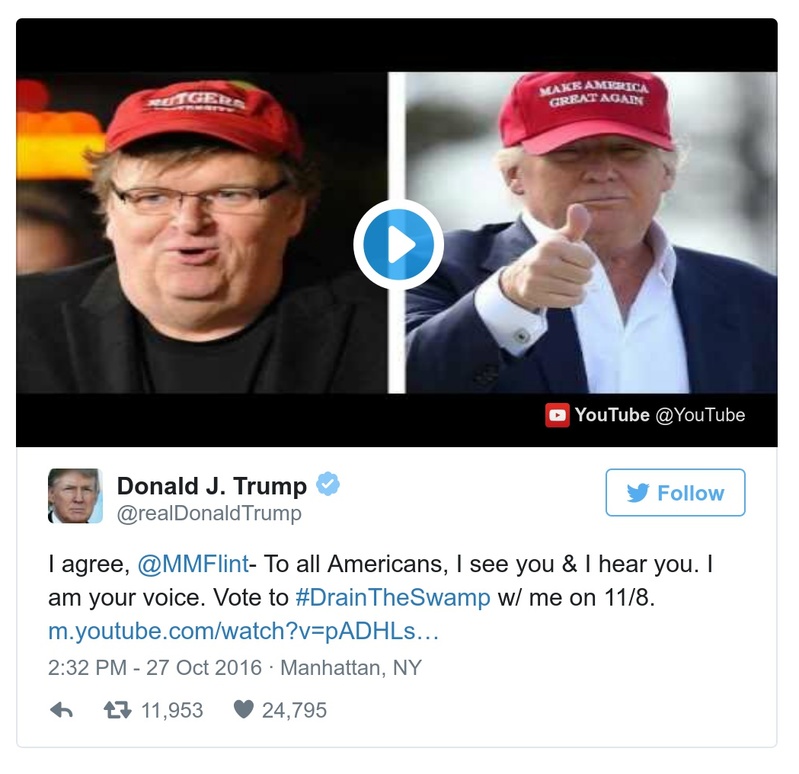 RUTGERS
UNIVERSITY
MAKE AMERICA
GREAT AGAIN
YouTube @YouTube
Donald J. Trump
@realDonaldTrump
Follow
I agree, @MMFlint- To all Americans, I see you & I hear you. I
am your voice. Vote to #DrainTheSwamp w/ me on 11/8.
m.youtube.com/watch?v=pADHLs…
2:32 PM - 27 Oct 2016 · Manhattan, NY
11,953 24,795